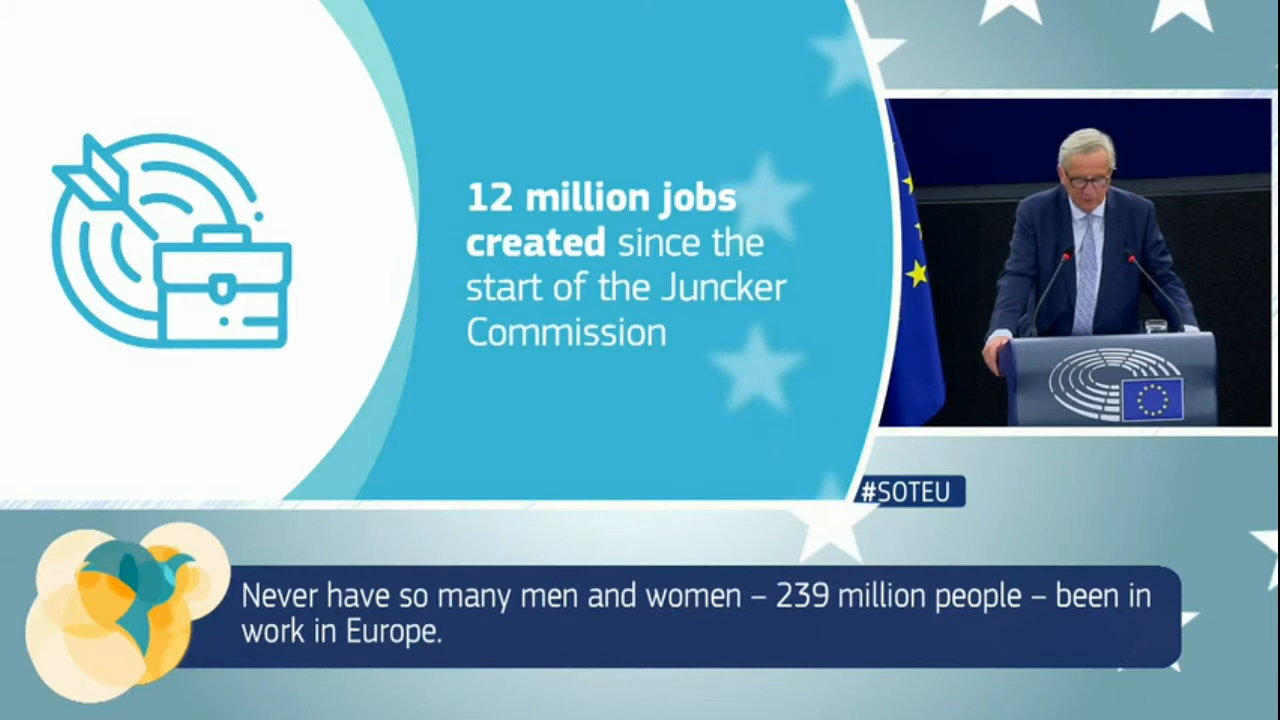 12 million jobs
created since the
start of the Juncker
Commission
#SOTEU
Never have so many men and women – 239 million people – been in
work in Europe.